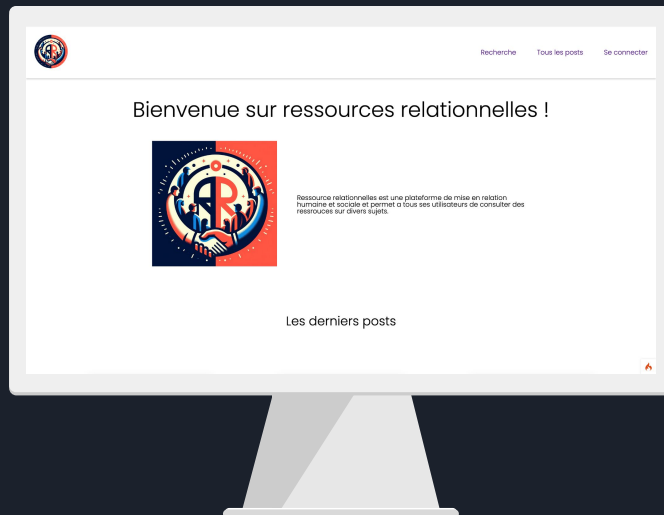 Recherche Tous les posts Se connecter
Bienvenue sur ressources relationnelles !
AR
Ressource relationnelles est une plateforme de mise en relation
humaine et sociale et permet a tous ses utilisateurs de consulter des
ressrouces sur divers sujets.
Les derniers posts